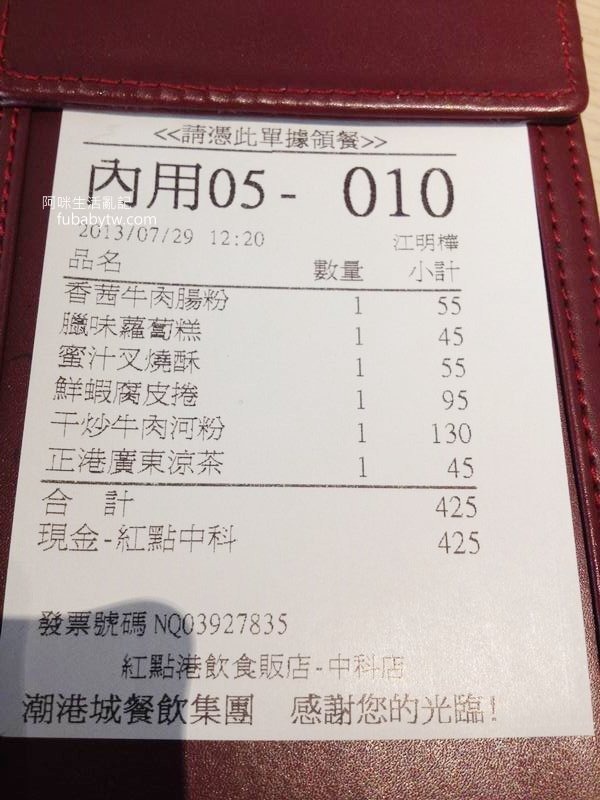 <<請憑此單據領餐>>
內用05- 010
阿咪生活亂記
fubabytw.com
2013/07/29 12:20 江明樺
品名 數量 小計
香茜牛肉腸粉 1 55
臘味蘿蔔糕 1 45
蜜汁叉燒酥 1 55
鮮蝦腐皮捲 1 95
干炒牛肉河粉 1 130
正港廣東涼茶 1 45
合 計 425
現金-紅點中科 425
發票號碼 NQ03927835
紅點港飲食販店-中科店
潮港城餐飲集團 感謝您的光臨!